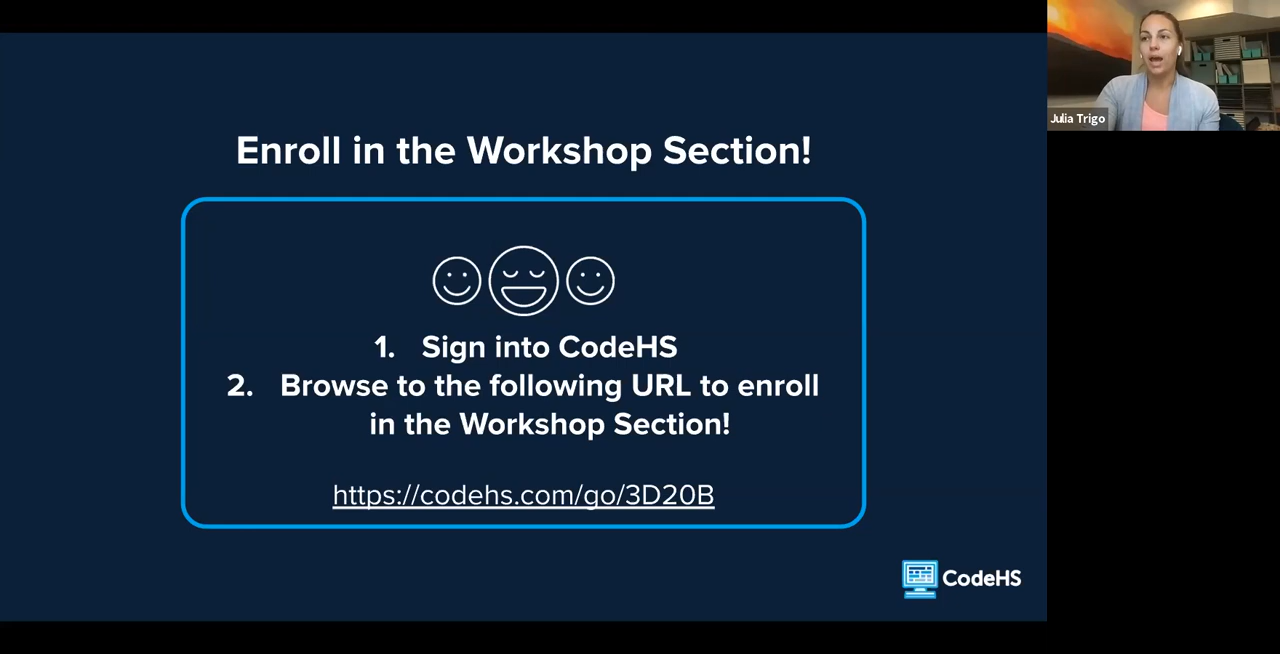 Enroll in the Workshop Section!
1. Sign into CodeHS
2. Browse to the following URL to enroll
in the Workshop Section!
https://codehs.com/go/3D20B
CodeHS
Julia Trigo